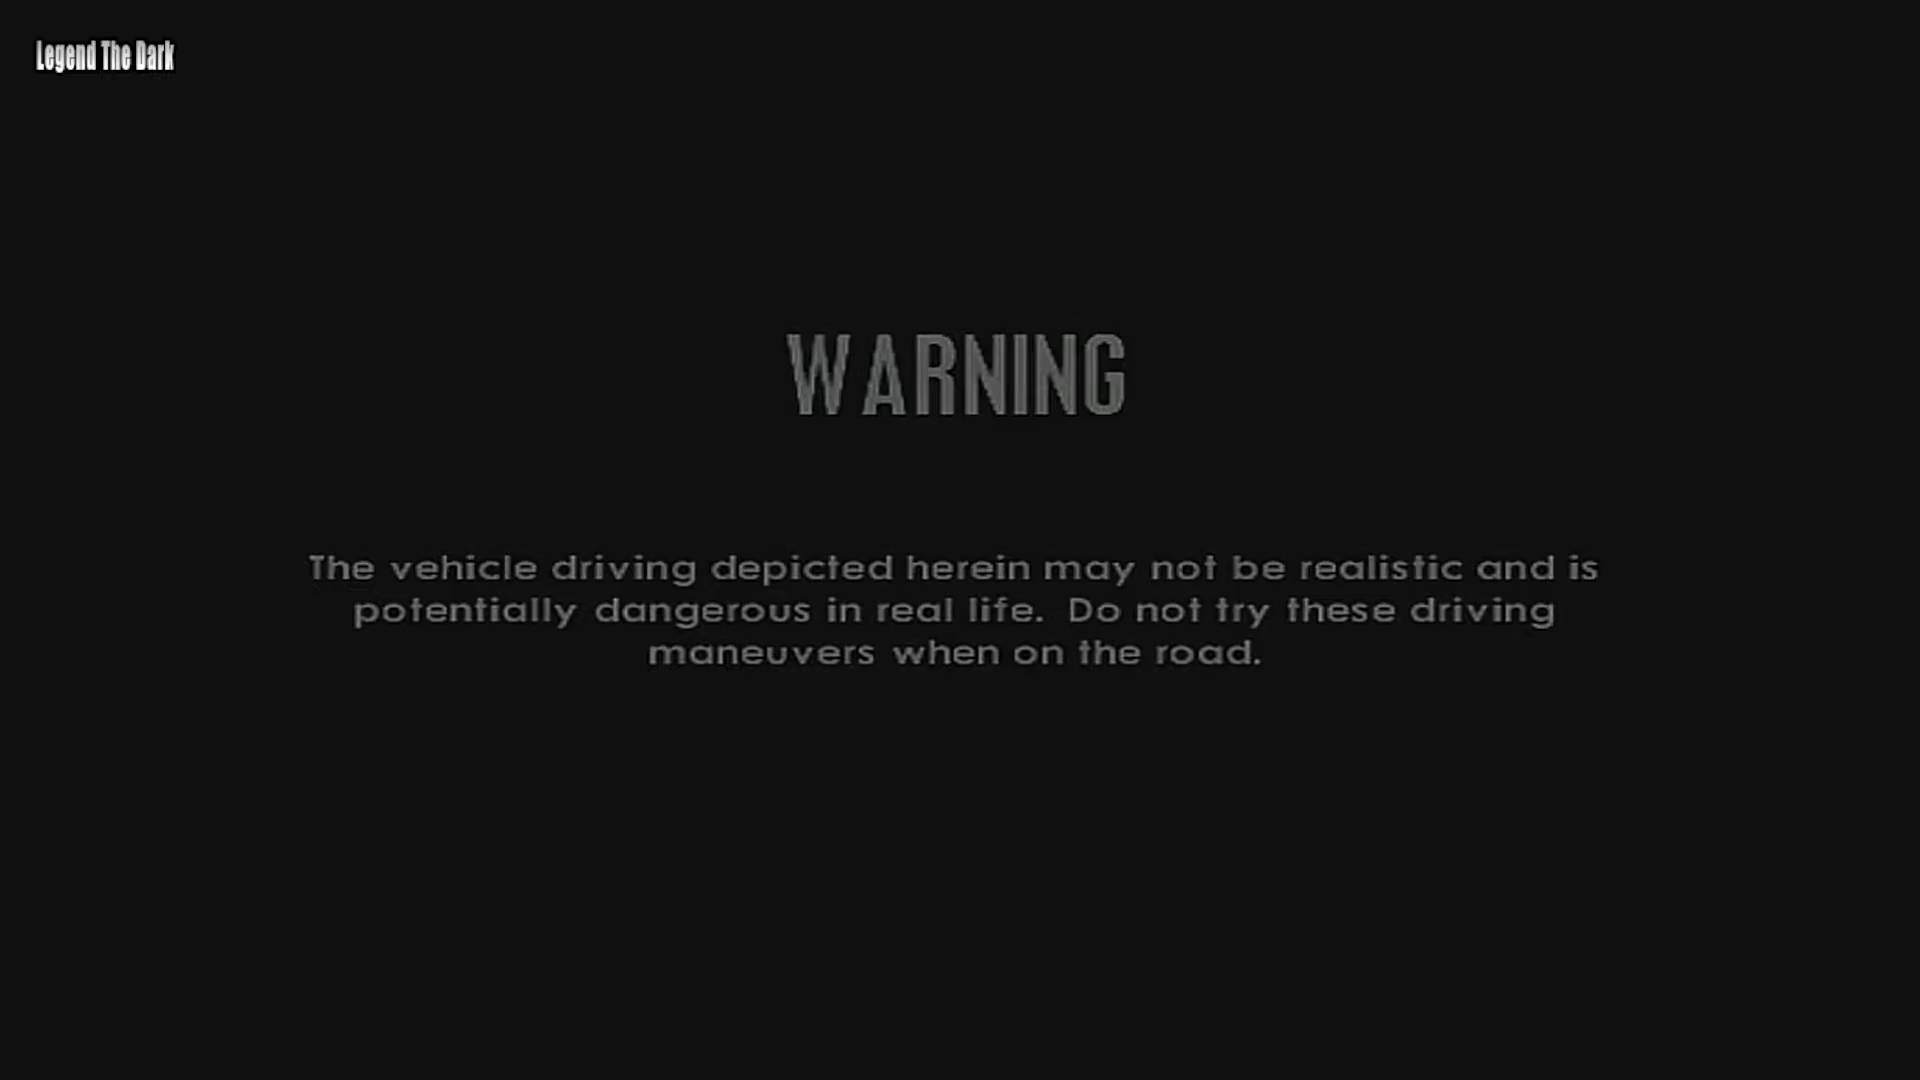 Legend The Dark
WARNING
The vehicle driving depicted herein may not be realistic and is
potentially dangerous in real life. Do not try these driving
maneuvers when on the road.